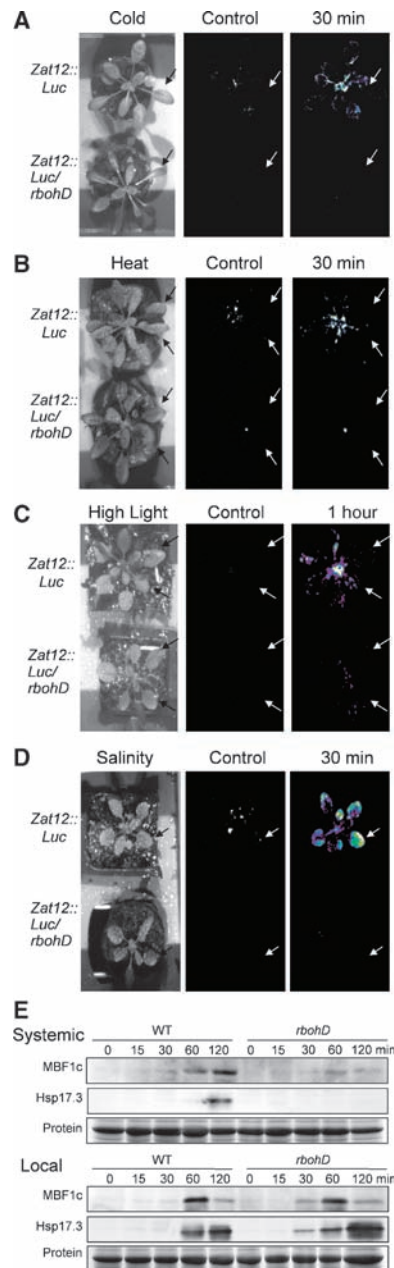 A
Cold Control 30 min
Zat12::
Luc
Zat12::
Luc/
rbohD
B
Heat Control 30 min
Zat12::
Luc
Zat12::
Luc/
rbohD
C
High Light Control 1 hour
Zat12::
Luc
Zat12::
Luc/
rbohD
D
Salinity Control 30 min
Zat12::
Luc
Zat12::
Luc/
rbohD
E
Systemic WT rbohD
0 15 30 60 120 0 15 30 60 120 min
MBF1c
Hsp17.3
Protein
Local WT rbohD
0 15 30 60 120 0 15 30 60 120 min
MBF1c
Hsp17.3
Protein